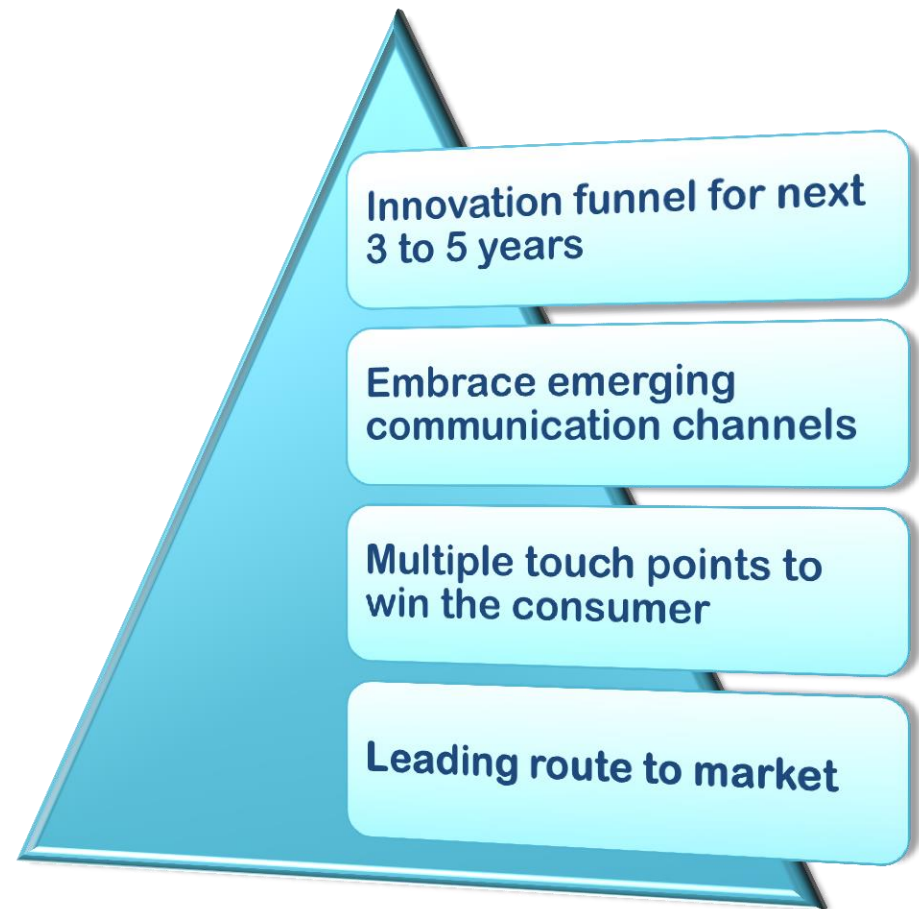 Innovation funnel for next
3 to 5 years
Embrace emerging
communication channels
Multiple touch points to
win the consumer
Leading route to market